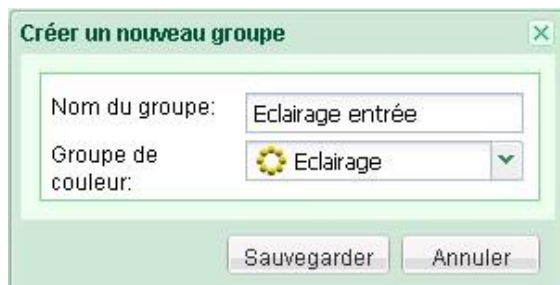 Créer un nouveau groupe
Nom du groupe: Eclairage entrée
Groupe de couleur: Eclairage
Sauvegarder Annuler